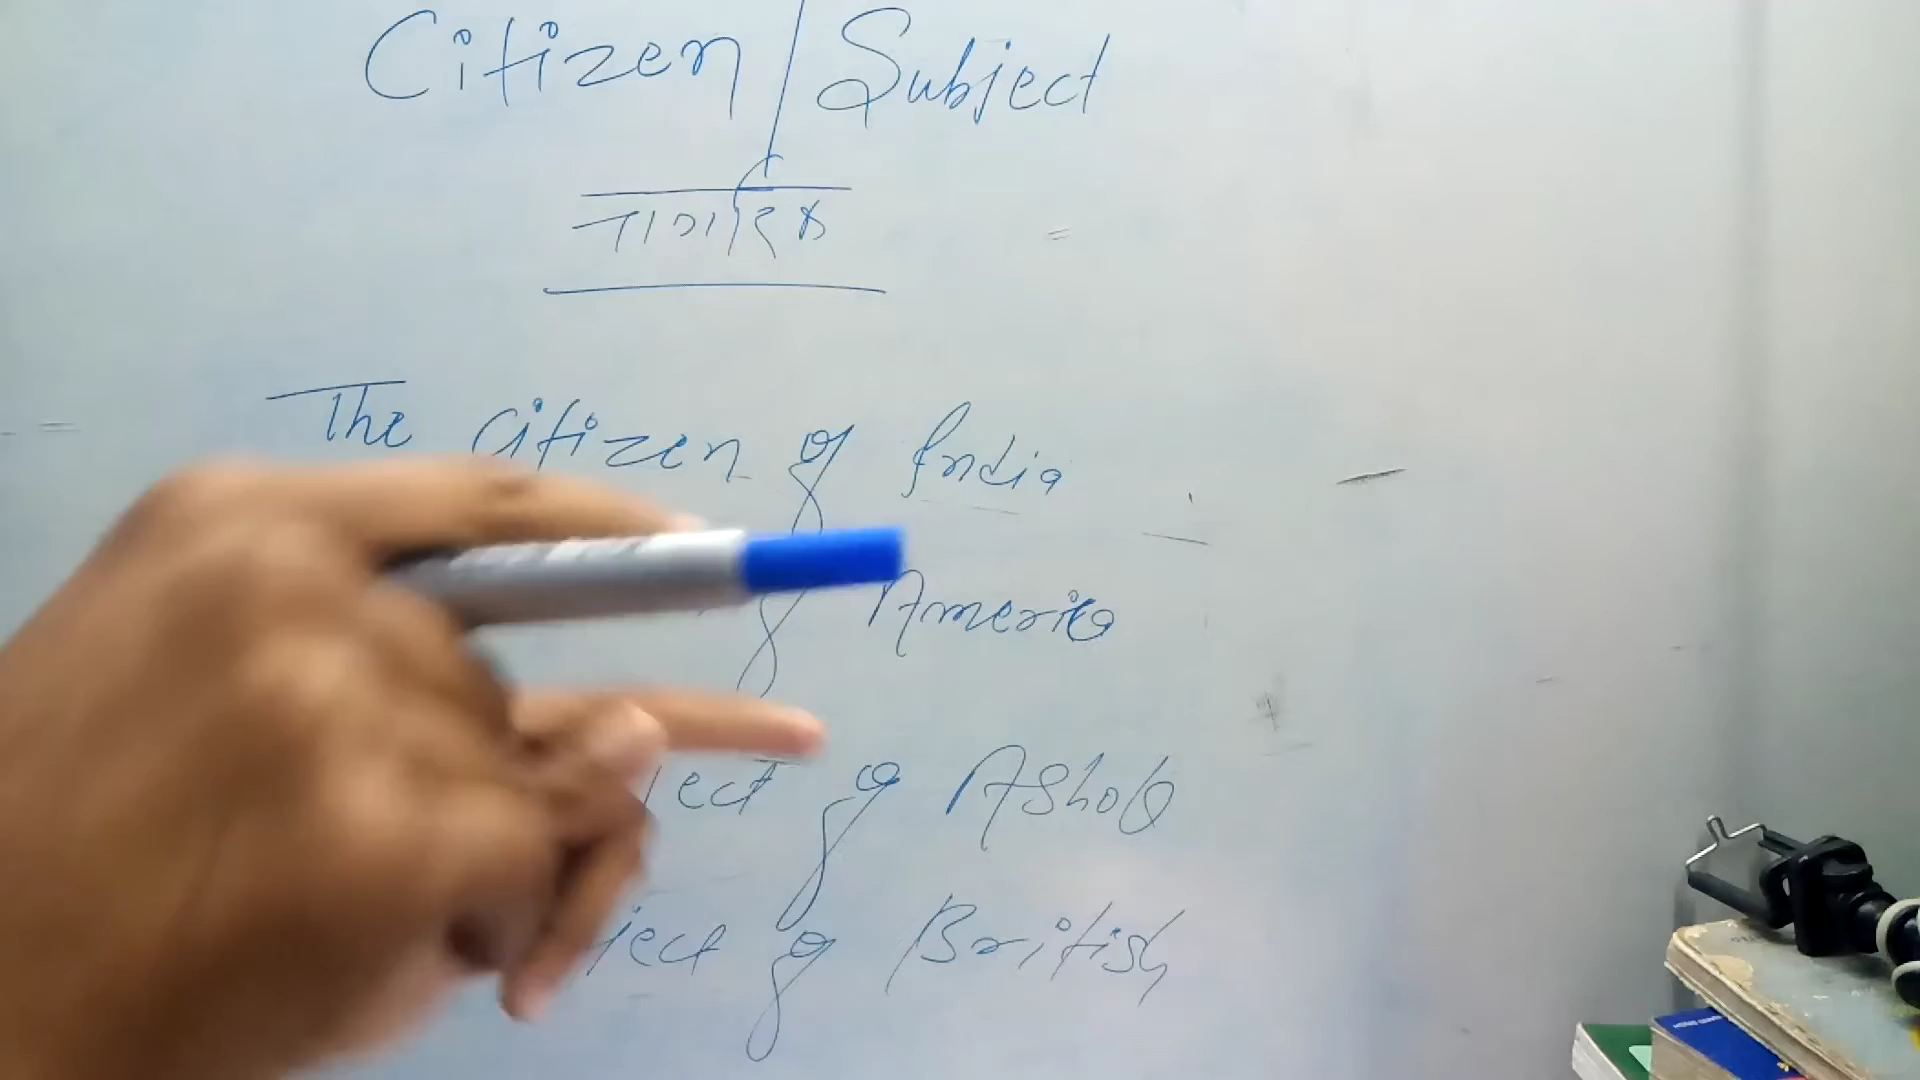 Citizen / Subject
नागरिक
The citizen of India
of America
ject of Ashok
ject of British